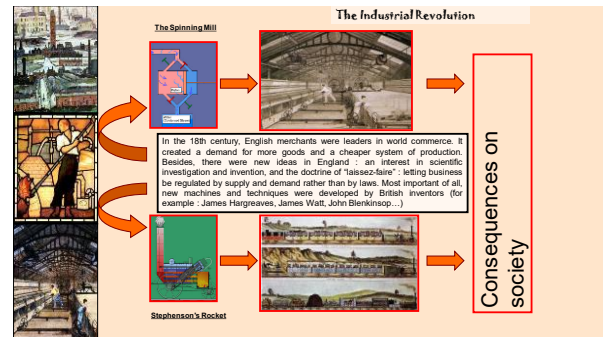 The Industrial Revolution
The Spinning Mill
In the 18th century, English merchants were leaders in world commerce. It
created a demand for more goods and a cheaper system of production.
Besides, there were new ideas in England : an interest in scientific
investigation and invention, and the doctrine of “laissez-faire” : letting business
be regulated by supply and demand rather than by laws. Most important of all,
new machines and techniques were developed by British inventors (for
example : James Hargreaves, James Watt, John Blenkinsop…)
Stephenson's Rocket
Consequences on
society